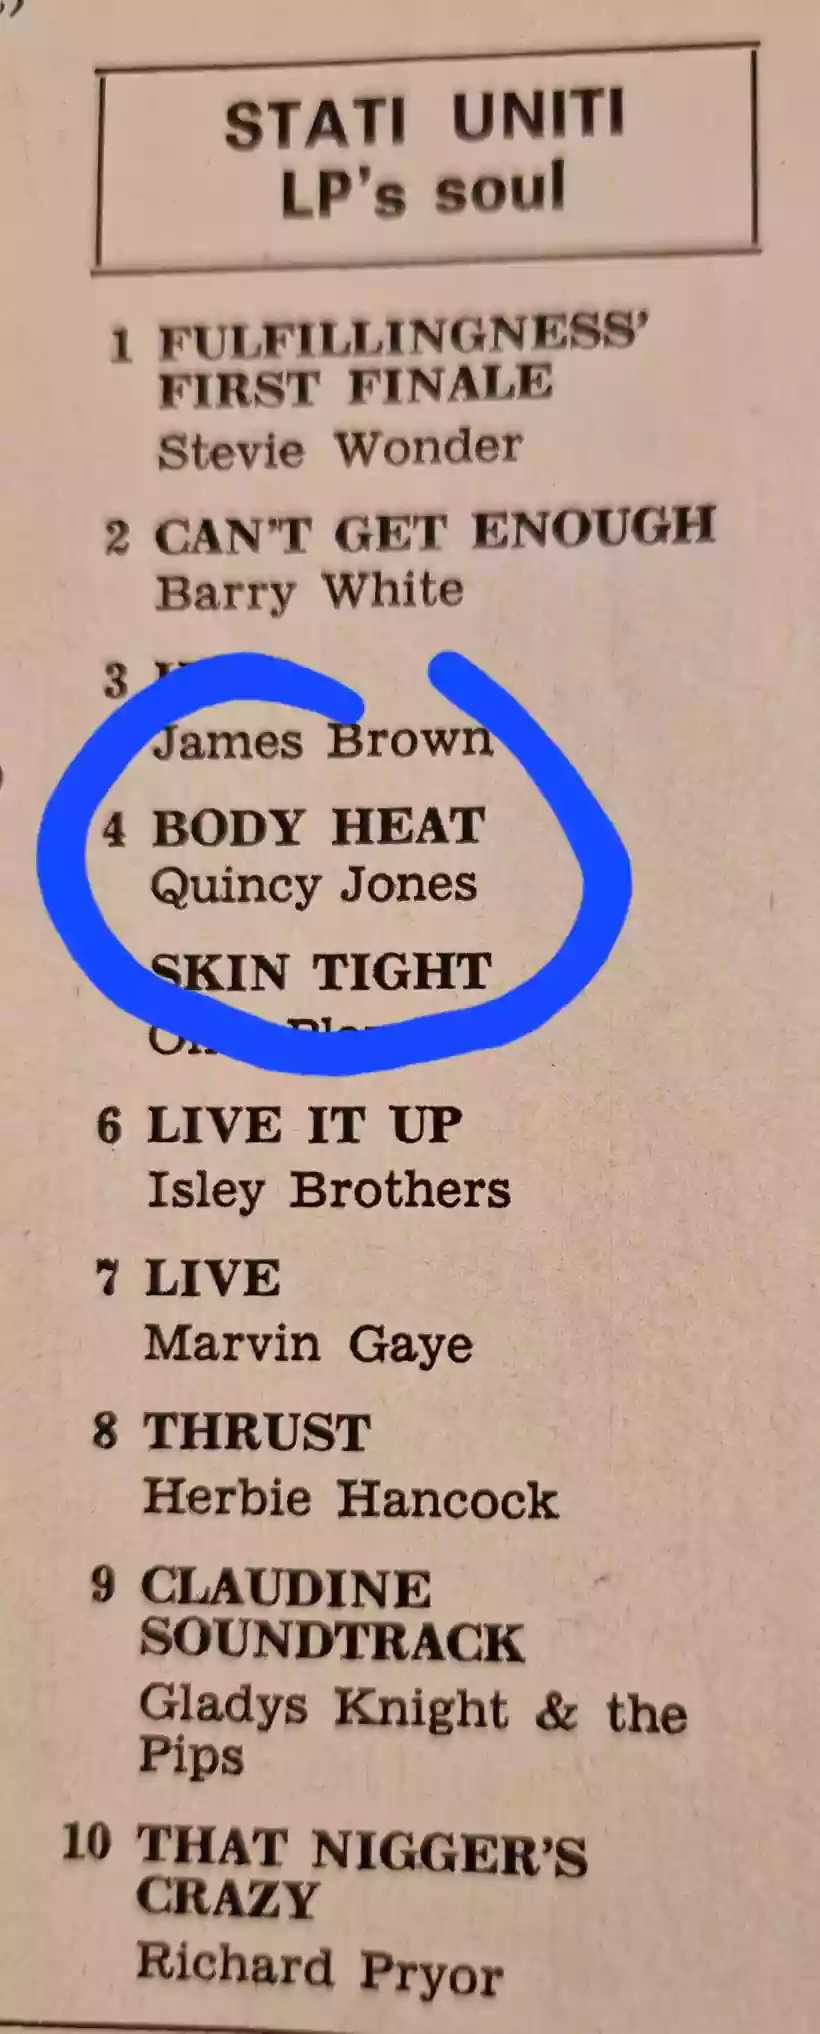 STATI UNITI
LP's soul
1 FULFILLINGNESS'
FIRST FINALE
Stevie Wonder
2 CAN'T GET ENOUGH
Barry White
3
James Brown
4 BODY HEAT
Quincy Jones
SKIN TIGHT
6 LIVE IT UP
Isley Brothers
7 LIVE
Marvin Gaye
8 THRUST
Herbie Hancock
9 CLAUDINE
SOUNDTRACK
Gladys Knight & the
Pips
10 THAT NIGGER'S
CRAZY
Richard Pryor